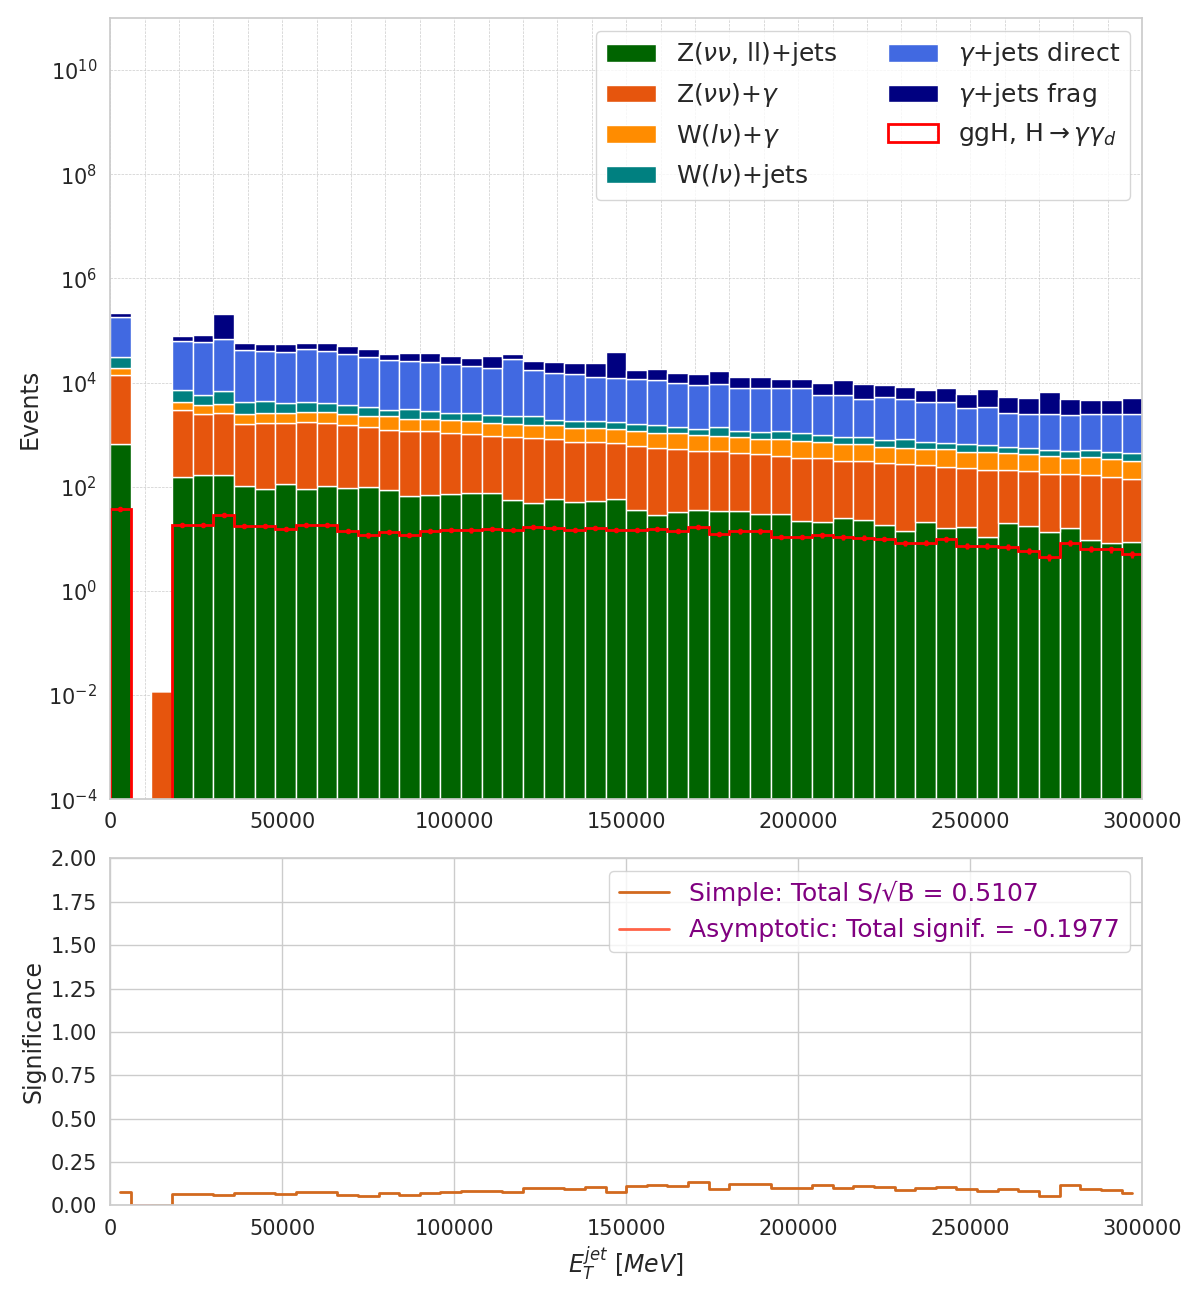 Events
10^10
10^8
10^6
10^4
10^2
10^0
10^−2
10^−4
Z(νν, ll)+jets
Z(νν)+γ
W(lν)+γ
W(lν)+jets
γ+jets direct
γ+jets frag
ggH, H→γγ_d
0 50000 100000 150000 200000 250000 300000
Significance
2.00
1.75
1.50
1.25
1.00
0.75
0.50
0.25
0.00
Simple: Total S/√B = 0.5107
Asymptotic: Total signif. = -0.1977
0 50000 100000 150000 200000 250000 300000
E_T^jet [MeV]